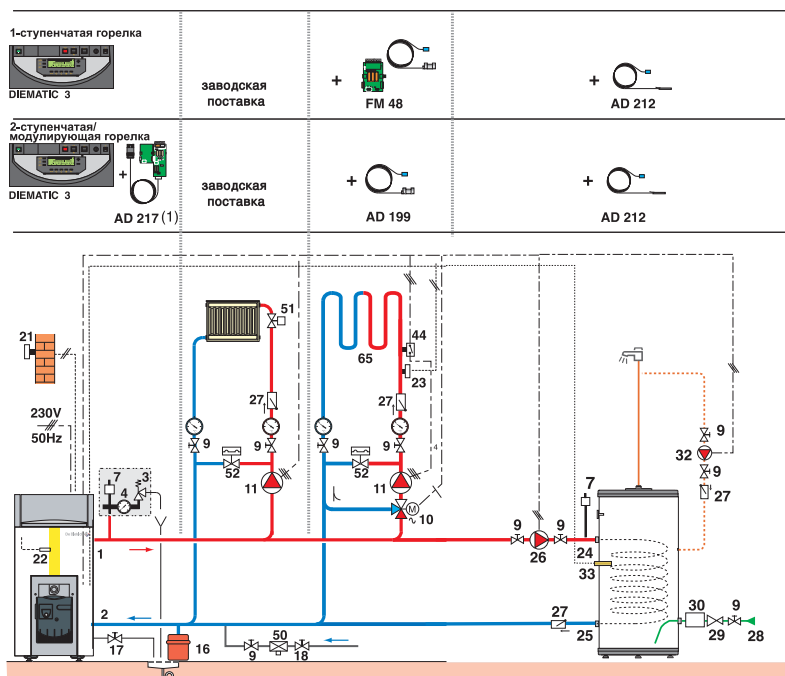 1-ступенчатая горелка
DIEMATIC 3
заводская
поставка
+
FM 48
+
AD 212
2-ступенчатая/
модулирующая горелка
+
DIEMATIC 3
AD 217 (1)
заводская
поставка
+
AD 199
+
AD 212
21
51
44
65
23
230V
50Hz
27
27
9
9
9
9
9
32
9
27
7
3
4
52
11
52
11
M
10
7
22
1
9
9
26
24
33
2
27
25
30
9
29
28
17
16
50
9
18